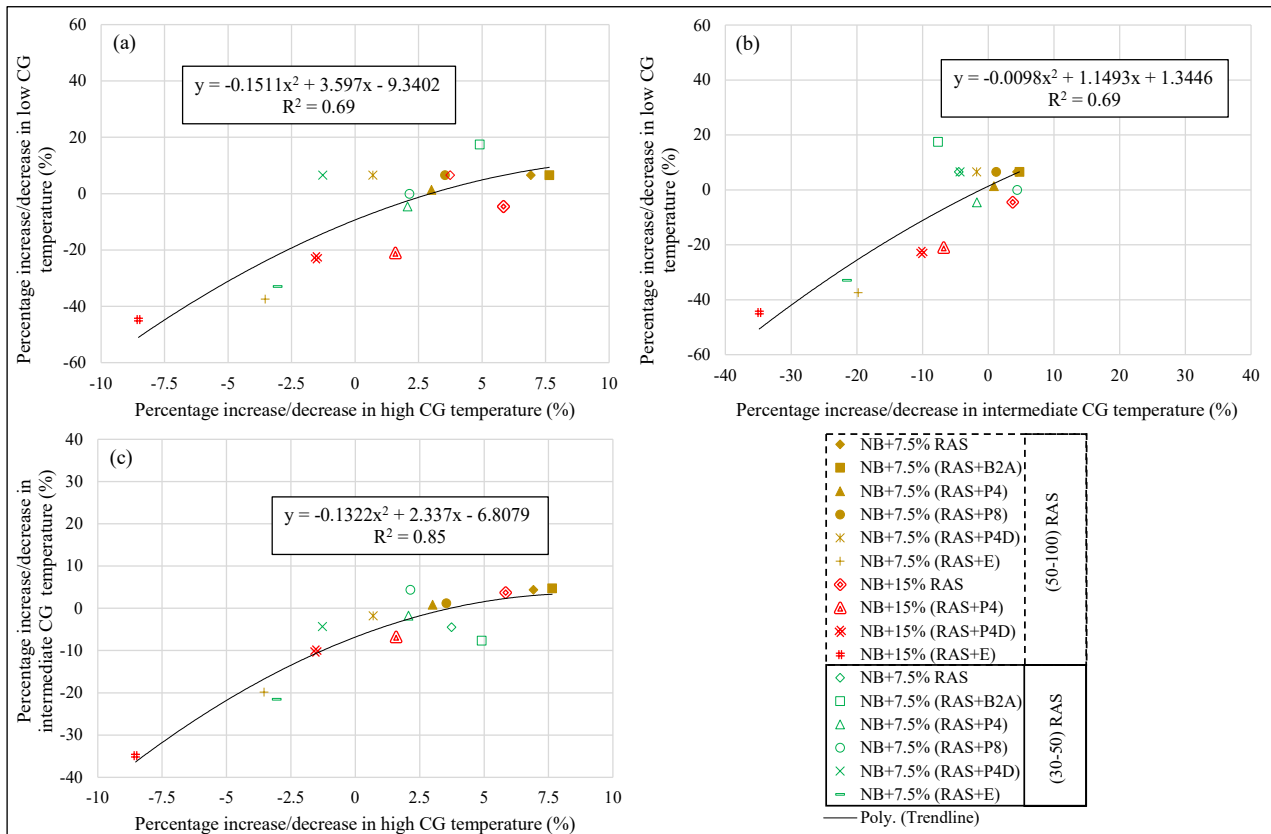 (a)
y = -0.1511x² + 3.597x - 9.3402
R² = 0.69
Percentage increase/decrease in low CG
temperature (%)
60
40
20
0
-20
-40
-60
-10
-7.5
-5
-2.5
0
2.5
5
7.5
10
Percentage increase/decrease in high CG temperature (%)
(b)
y = -0.0098x² + 1.1493x + 1.3446
R² = 0.69
Percentage increase/decrease in low CG
temperature (%)
60
40
20
0
-20
-40
-60
-40
-30
-20
-10
0
10
20
30
40
Percentage increase/decrease in intermediate CG temperature (%)
(c)
y = -0.1322x² + 2.337x - 6.8079
R² = 0.85
Percentage increase/decrease in
intermediate CG temperature (%)
40
30
20
10
0
-10
-20
-30
-40
-10
-7.5
-5
-2.5
0
2.5
5
7.5
10
Percentage increase/decrease in high CG temperature (%)
NB+7.5% RAS
NB+7.5% (RAS+B2A)
NB+7.5% (RAS+P4)
NB+7.5% (RAS+P8)
NB+7.5% (RAS+P4D)
NB+7.5% (RAS+E)
NB+15% RAS
NB+15% (RAS+P4)
NB+15% (RAS+P4D)
NB+15% (RAS+E)
(50-100) RAS
NB+7.5% RAS
NB+7.5% (RAS+B2A)
NB+7.5% (RAS+P4)
NB+7.5% (RAS+P8)
NB+7.5% (RAS+P4D)
NB+7.5% (RAS+E)
(30-50) RAS
Poly. (Trendline)